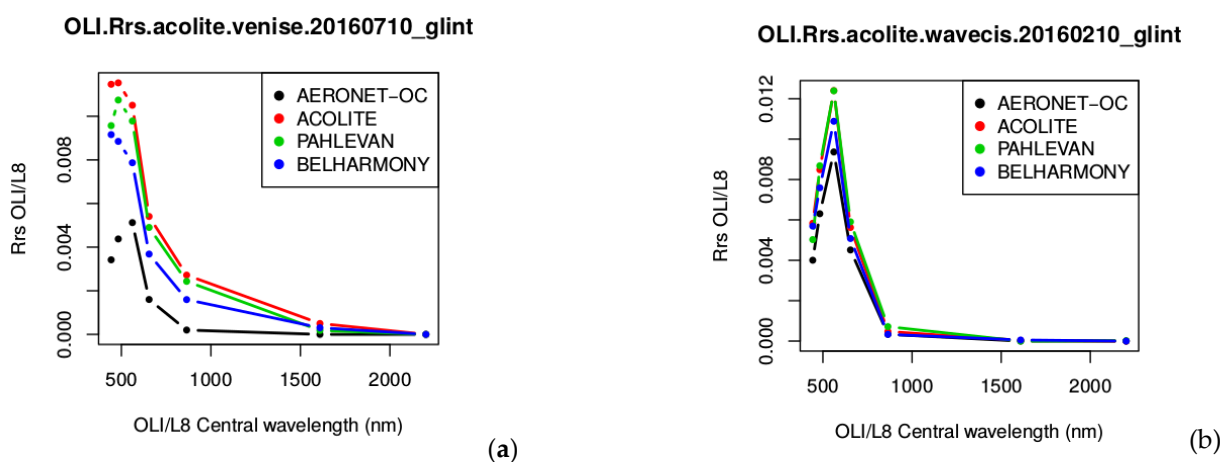 OLI.Rrs.acolite.venise.20160710_glint
AERONET−OC
ACOLITE
PAHLEVAN
BELHARMONY
Rrs OLI/L8
0.000
0.004
0.008
500
1000
1500
2000
OLI/L8 Central wavelength (nm)
(a)
OLI.Rrs.acolite.wavecis.20160210_glint
AERONET−OC
ACOLITE
PAHLEVAN
BELHARMONY
Rrs OLI/L8
0.000
0.004
0.008
0.012
500
1000
1500
2000
OLI/L8 Central wavelength (nm)
(b)